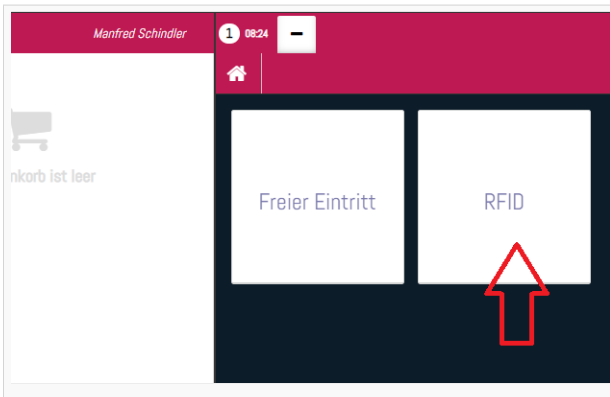 Manfred Schindler
1 08:24 –
nkorb ist leer
Freier Eintritt
RFID